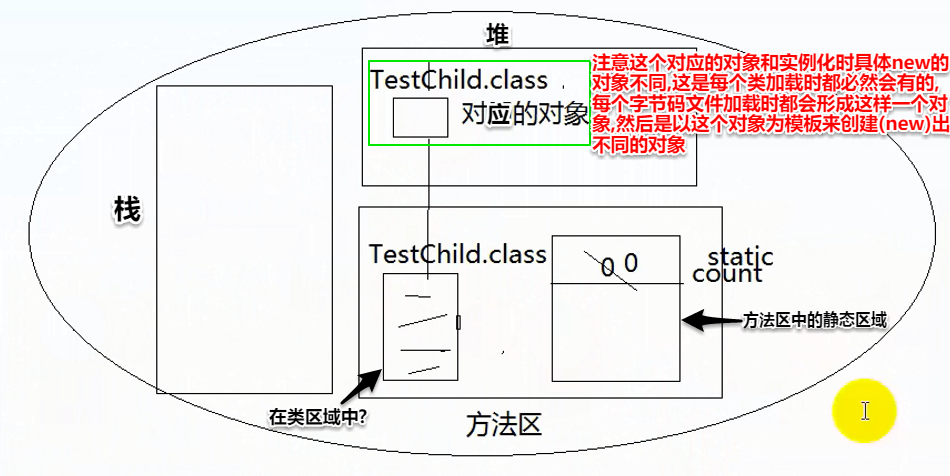 堆
TestChild.class
对应的对象
注意这个对应的对象和实例化时具体new的
对象不同,这是每个类加载时都必然会有的,
每个字节码文件加载时都会形成这样一个对
象,然后是以这个对象为模板来创建(new)出
不同的对象
栈
TestChild.class
0 0
static
count
方法区中的静态区域
在类区域中?
方法区